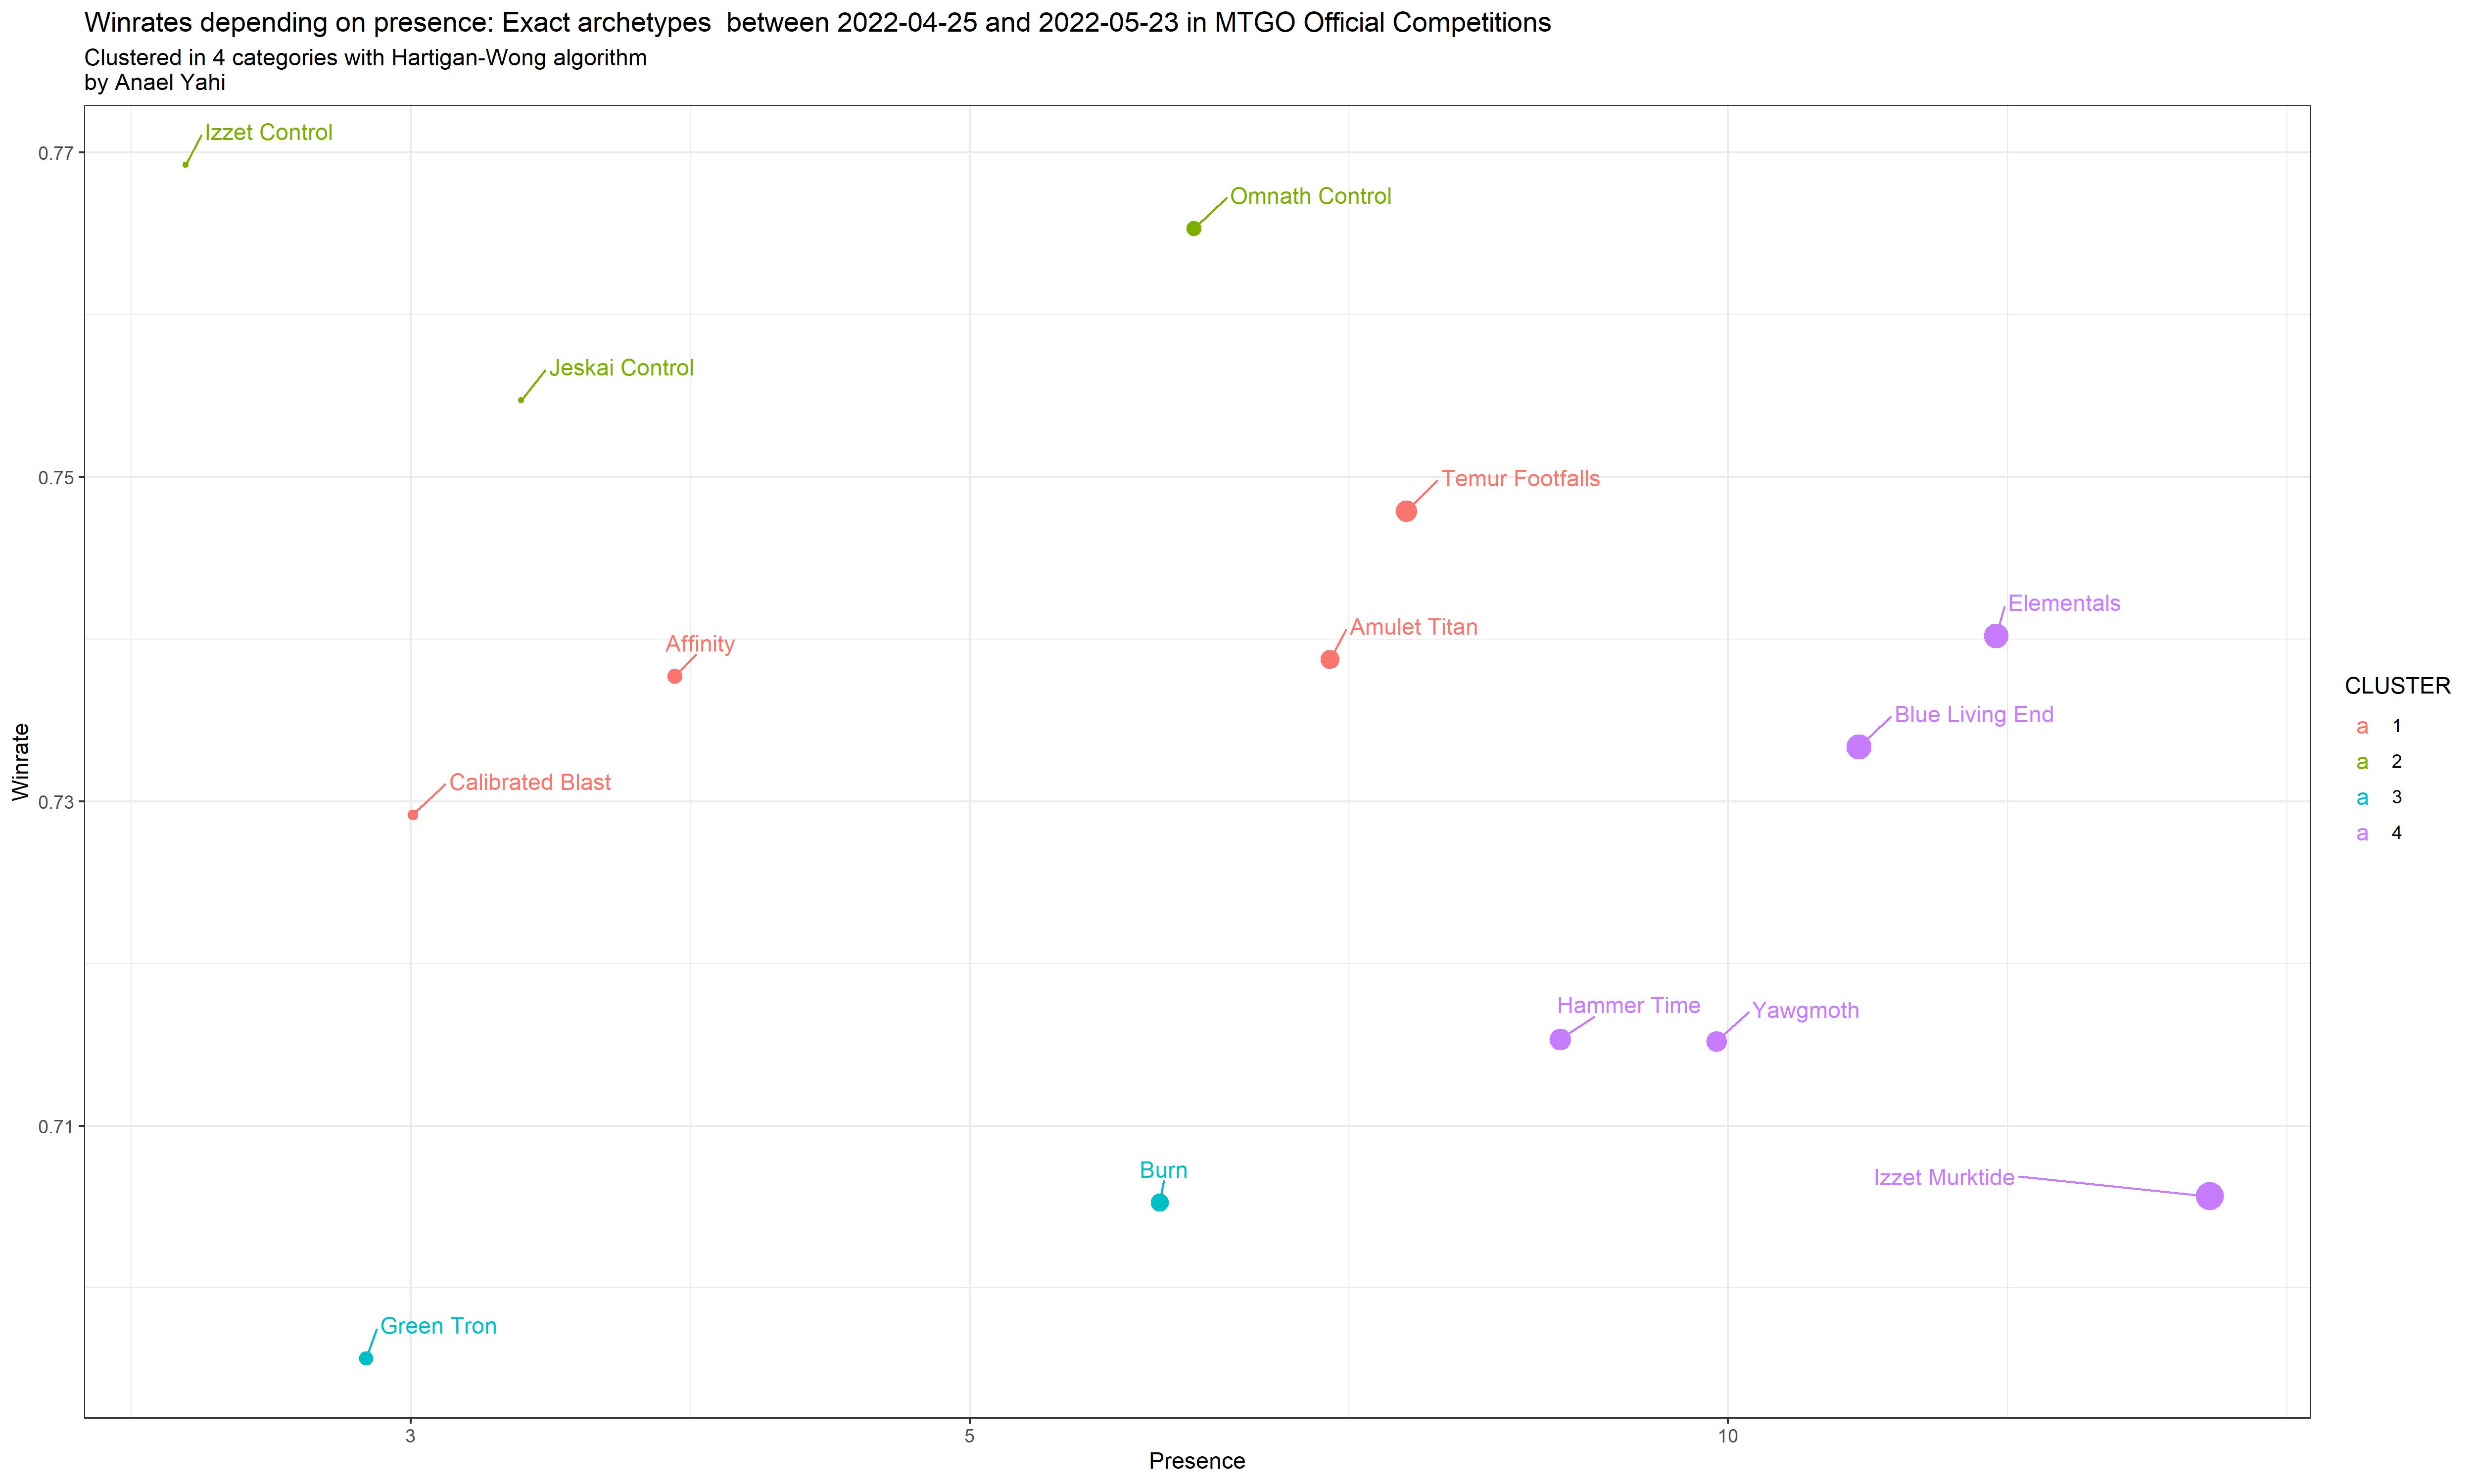 Winrates depending on presence: Exact archetypes  between 2022-04-25 and 2022-05-23 in MTGO Official Competitions
Clustered in 4 categories with Hartigan-Wong algorithm
by Anael Yahi
Izzet Control
0.77
Omnath Control
Jeskai Control
0.75
Temur Footfalls
Elementals
Amulet Titan
Affinity
CLUSTER
a 1
a 2
a 3
a 4
Blue Living End
Winrate
Calibrated Blast
0.73
Hammer Time
Yawgmoth
0.71
Burn
Izzet Murktide
Green Tron
3
5
10
Presence